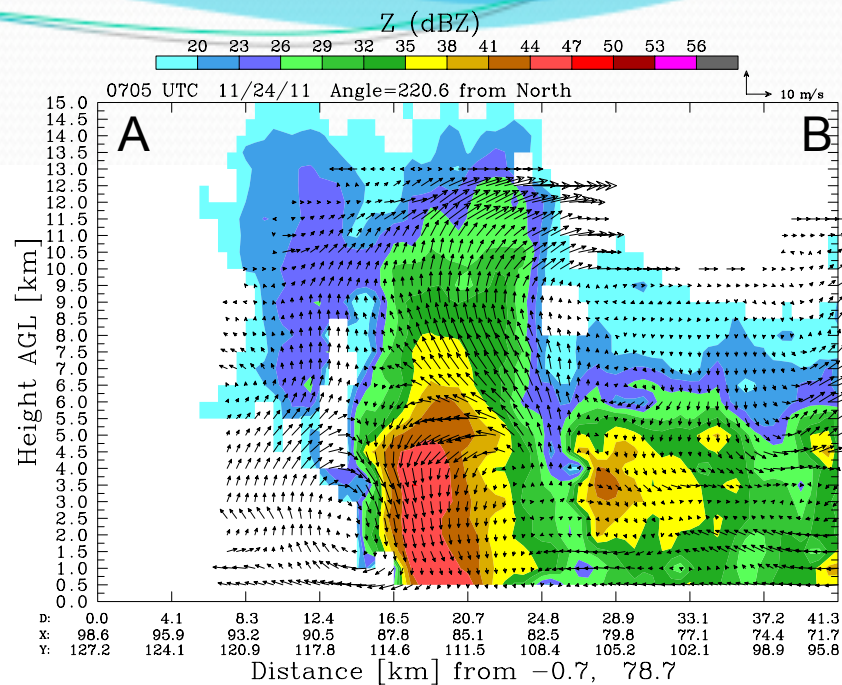 Z (dBZ)
20 23 26 29 32 35 38 41 44 47 50 53 56
0705 UTC 11/24/11 Angle=220.6 from North
10 m/s
A B
Height AGL [km]
15.0
14.0
13.0
12.5
11.5
10.5
10.0
9.5
9.0
8.5
8.0
7.5
7.0
6.5
6.0
5.5
5.0
4.5
4.0
3.5
3.0
2.5
2.0
1.5
1.0
0.5
0.0
D: 0.0 4.1 8.3 12.4 16.5 20.7 24.8 28.9 33.1 37.2 41.3
X: 98.6 95.9 93.2 90.5 87.8 85.1 82.5 79.8 77.1 74.4 71.7
Y: 127.2 124.1 120.9 117.8 114.6 111.5 108.4 105.2 102.1 98.9 95.8
Distance [km] from −0.7, 78.7